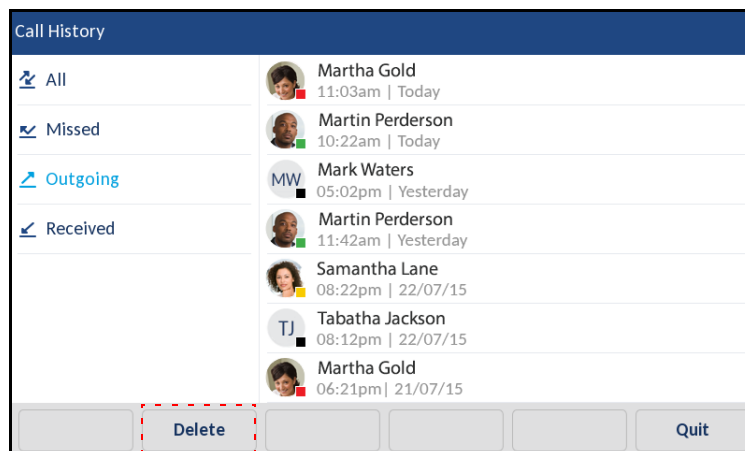 Call History
All
Missed
Outgoing
Received
Martha Gold
11:03am | Today
Martin Perderson
10:22am | Today
MW
Mark Waters
05:02pm | Yesterday
Martin Perderson
11:42am | Yesterday
Samantha Lane
08:22pm | 22/07/15
TJ
Tabatha Jackson
08:12pm | 22/07/15
Martha Gold
06:21pm| 21/07/15
Delete
Quit